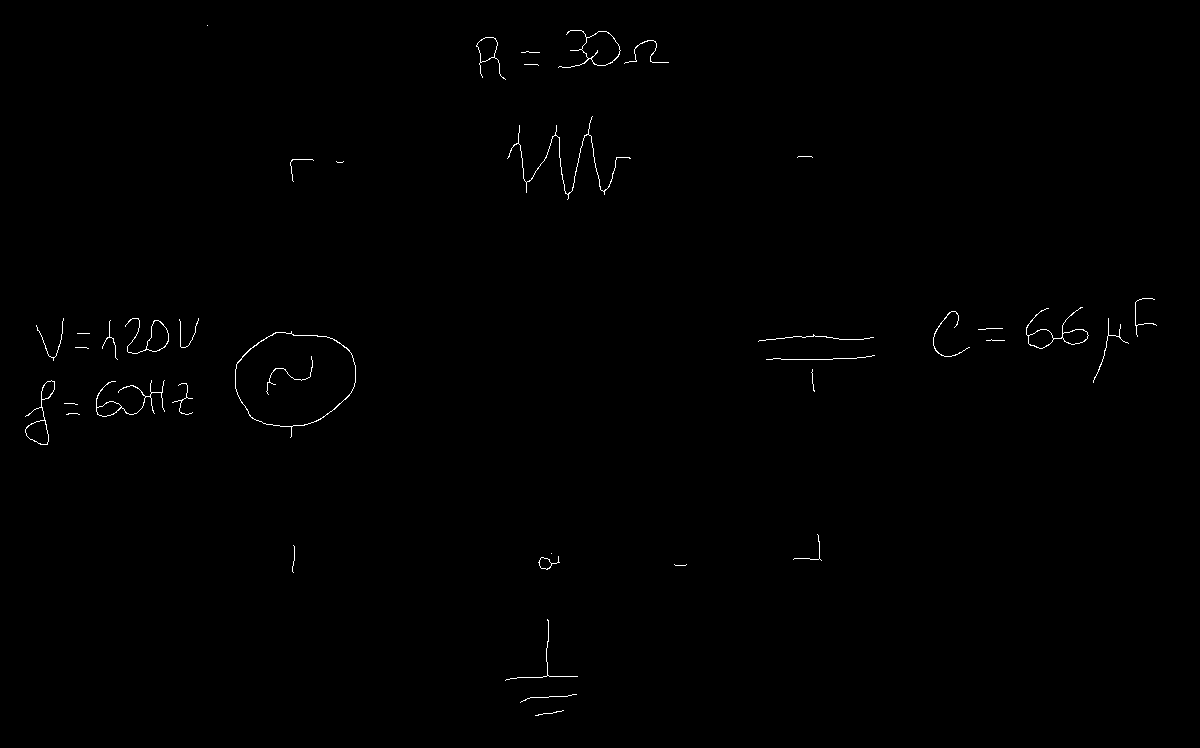 R = 30Ω
V = 120V
f = 60Hz
C = 66μF